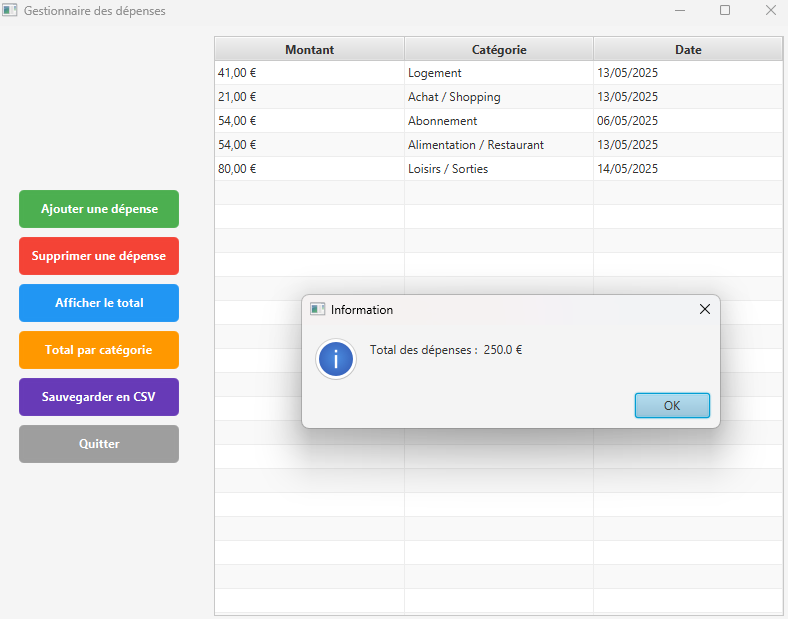 Gestionnaire des dépenses
Montant Catégorie Date
41,00 € Logement 13/05/2025
21,00 € Achat / Shopping 13/05/2025
54,00 € Abonnement 06/05/2025
54,00 € Alimentation / Restaurant 13/05/2025
80,00 € Loisirs / Sorties 14/05/2025
Ajouter une dépense
Supprimer une dépense
Afficher le total
Total par catégorie
Sauvegarder en CSV
Quitter
Information
Total des dépenses : 250.0 €
OK